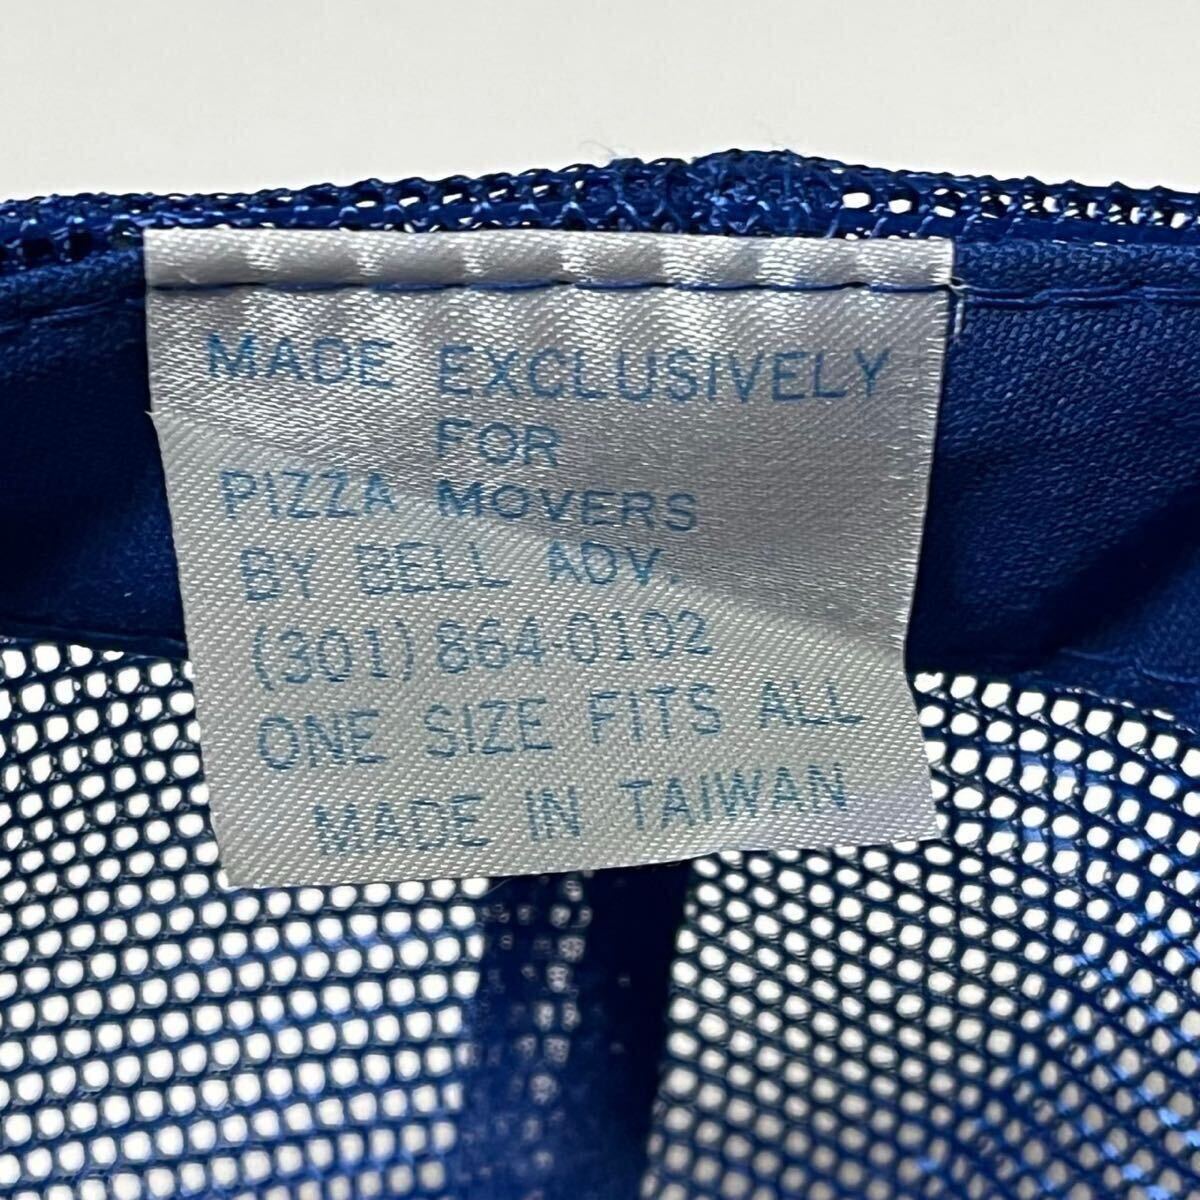 MADE EXCLUSIVELY
FOR
PIZZA MOVERS
BY BELL ADV.
(301) 864-0102
ONE SIZE FITS ALL
MADE IN TAIWAN